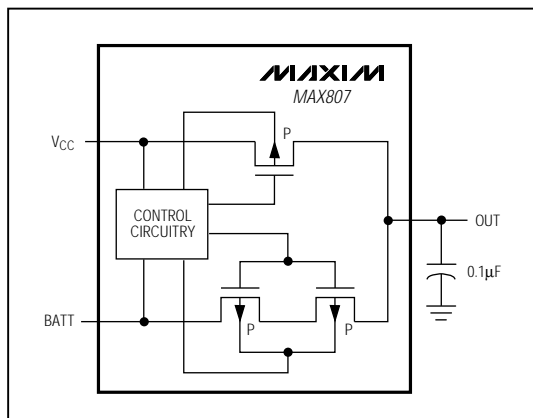 MAXIM
MAX807
VCC
P
CONTROL
CIRCUITRY
OUT
0.1μF
BATT
P
P